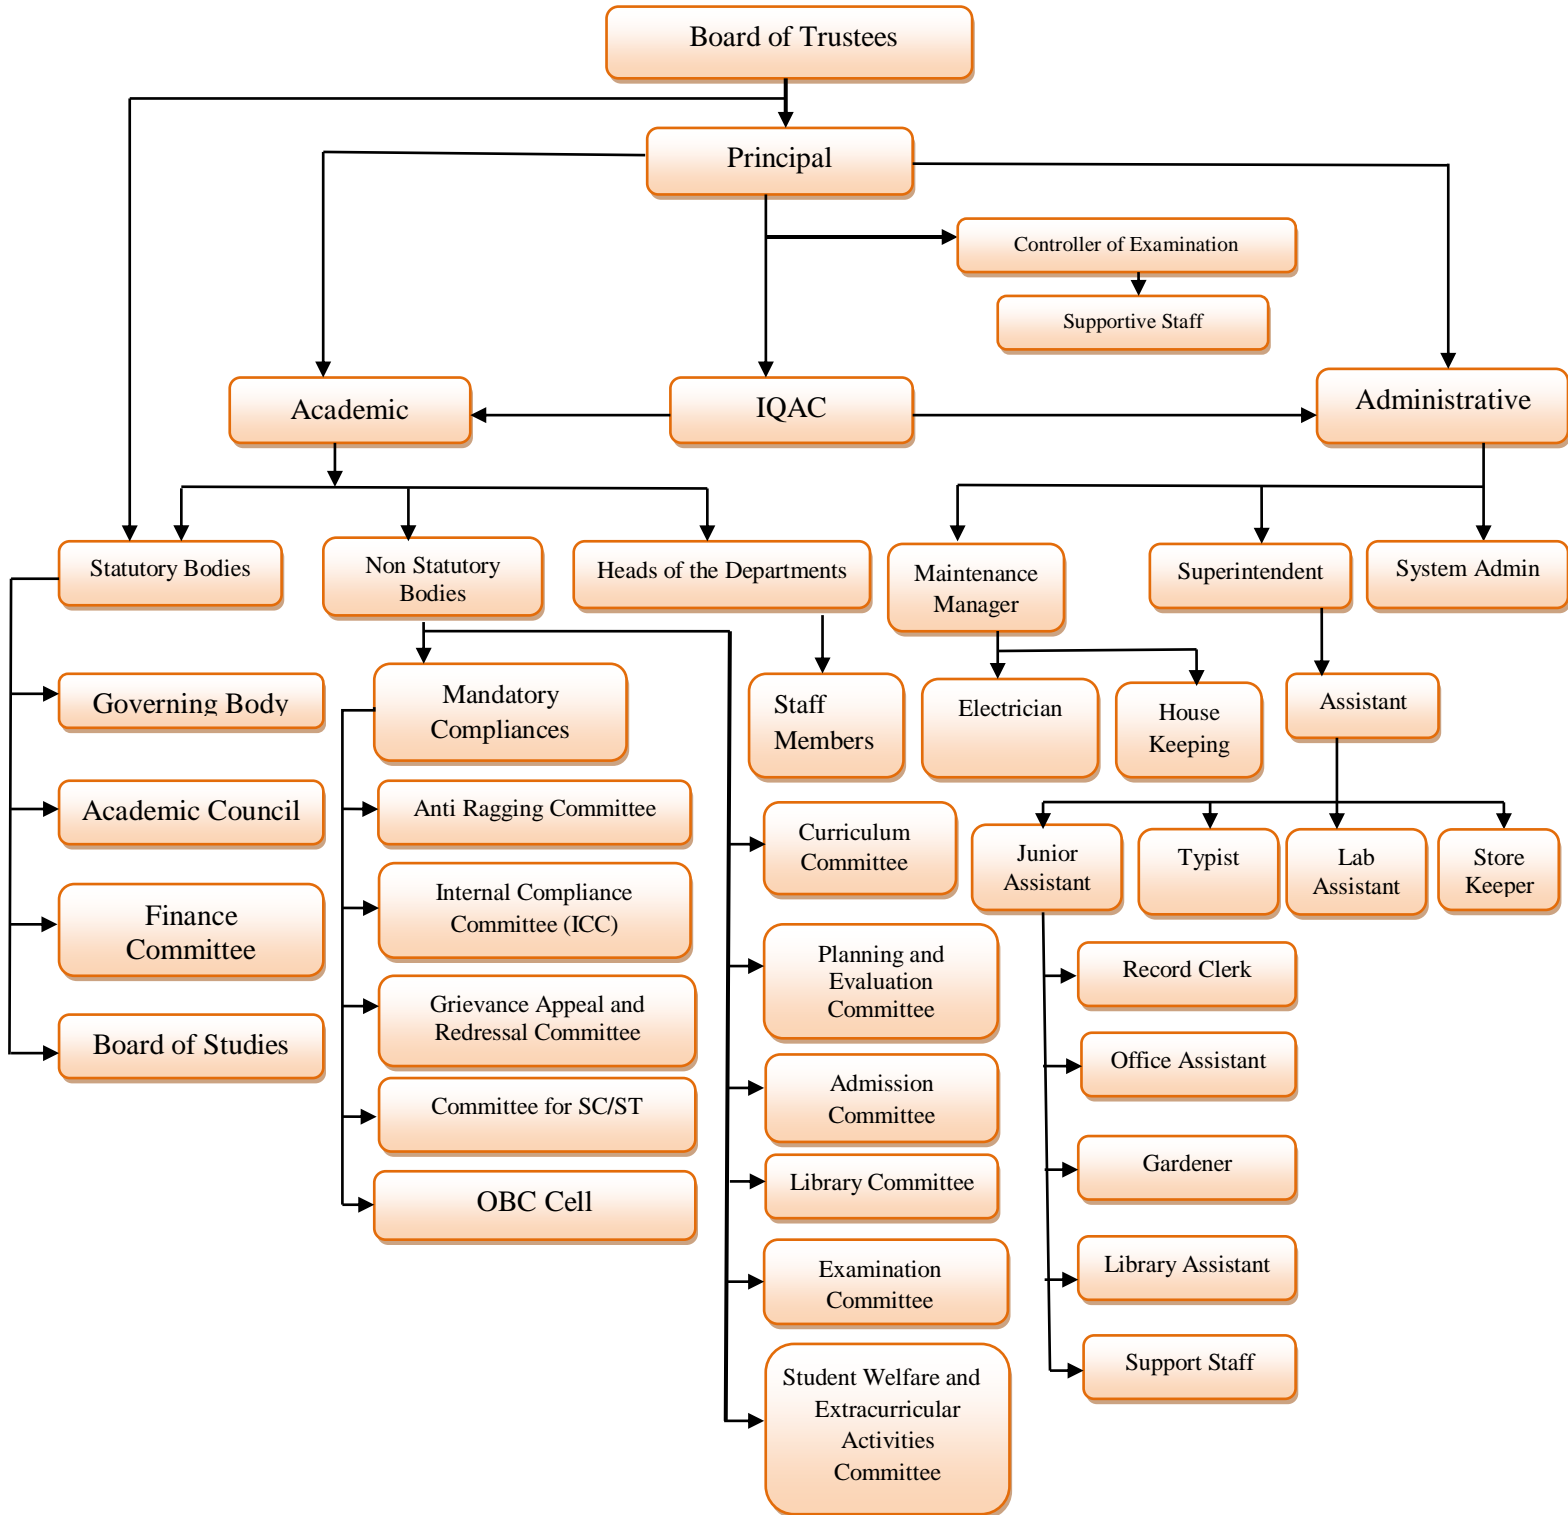 Board of Trustees
Principal
Controller of Examination
Supportive Staff
Academic
IQAC
Administrative
Statutory Bodies
Non Statutory
Bodies
Heads of the Departments
Maintenance
Manager
Superintendent
System Admin
Governing Body
Mandatory
Compliances
Staff
Members
Electrician
House
Keeping
Assistant
Academic Council
Anti Ragging Committee
Curriculum
Committee
Junior
Assistant
Typist
Lab
Assistant
Store
Keeper
Finance
Committee
Internal Compliance
Committee (ICC)
Planning and
Evaluation
Committee
Record Clerk
Board of Studies
Grievance Appeal and
Redressal Committee
Office Assistant
Committee for SC/ST
Admission
Committee
Gardener
OBC Cell
Library Committee
Library Assistant
Examination
Committee
Support Staff
Student Welfare and
Extracurricular
Activities
Committee